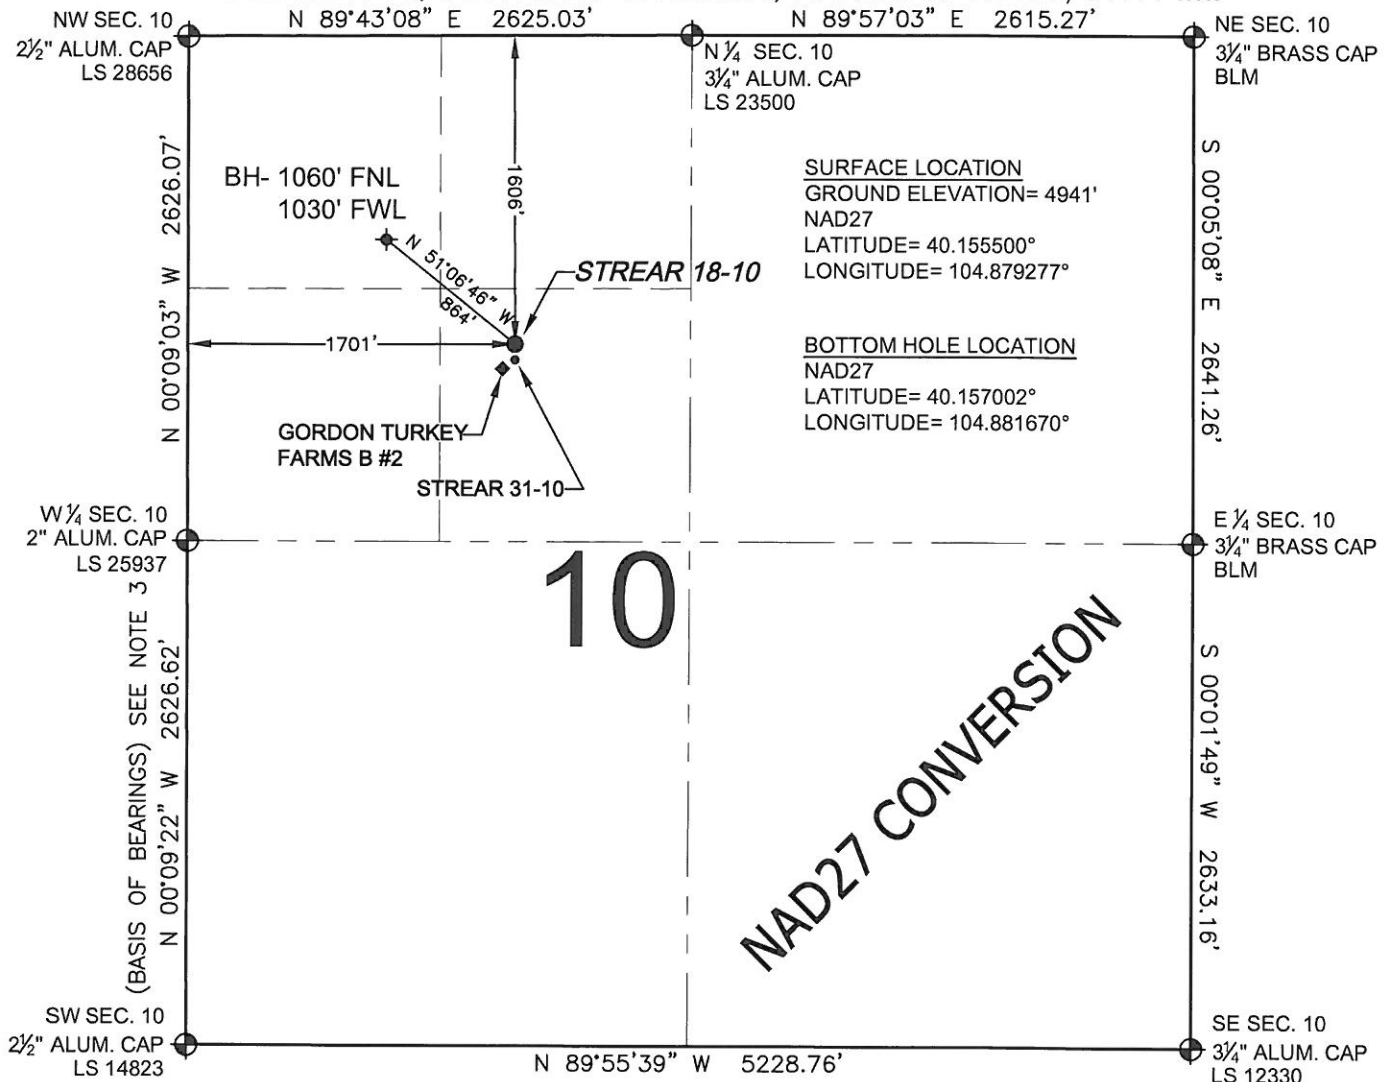 N 89°43'08" E 2625.03'
N 89°57'03" E 2615.27'
NW SEC. 10
2½" ALUM. CAP
LS 28656
N ¼ SEC. 10
3¼" ALUM. CAP
LS 23500
NE SEC. 10
3¼" BRASS CAP
BLM
N 00°09'03" W 2626.07'
BH- 1060' FNL
1030' FWL
1606'
N 51°06'46" W
864'
STREAR 18-10
1701'
GORDON TURKEY
FARMS B #2
STREAR 31-10
SURFACE LOCATION
GROUND ELEVATION= 4941'
NAD27
LATITUDE= 40.155500°
LONGITUDE= 104.879277°
BOTTOM HOLE LOCATION
NAD27
LATITUDE= 40.157002°
LONGITUDE= 104.881670°
S 00°05'08" E 2641.26'
W ¼ SEC. 10
2" ALUM. CAP
LS 25937
10
E ¼ SEC. 10
3¼" BRASS CAP
BLM
(BASIS OF BEARINGS) SEE NOTE 3
N 00°09'22" W 2626.62'
NAD27 CONVERSION
S 00°01'49" W 2633.16'
SW SEC. 10
2½" ALUM. CAP
LS 14823
N 89°55'39" W 5228.76'
SE SEC. 10
3¼" ALUM. CAP
LS 12330